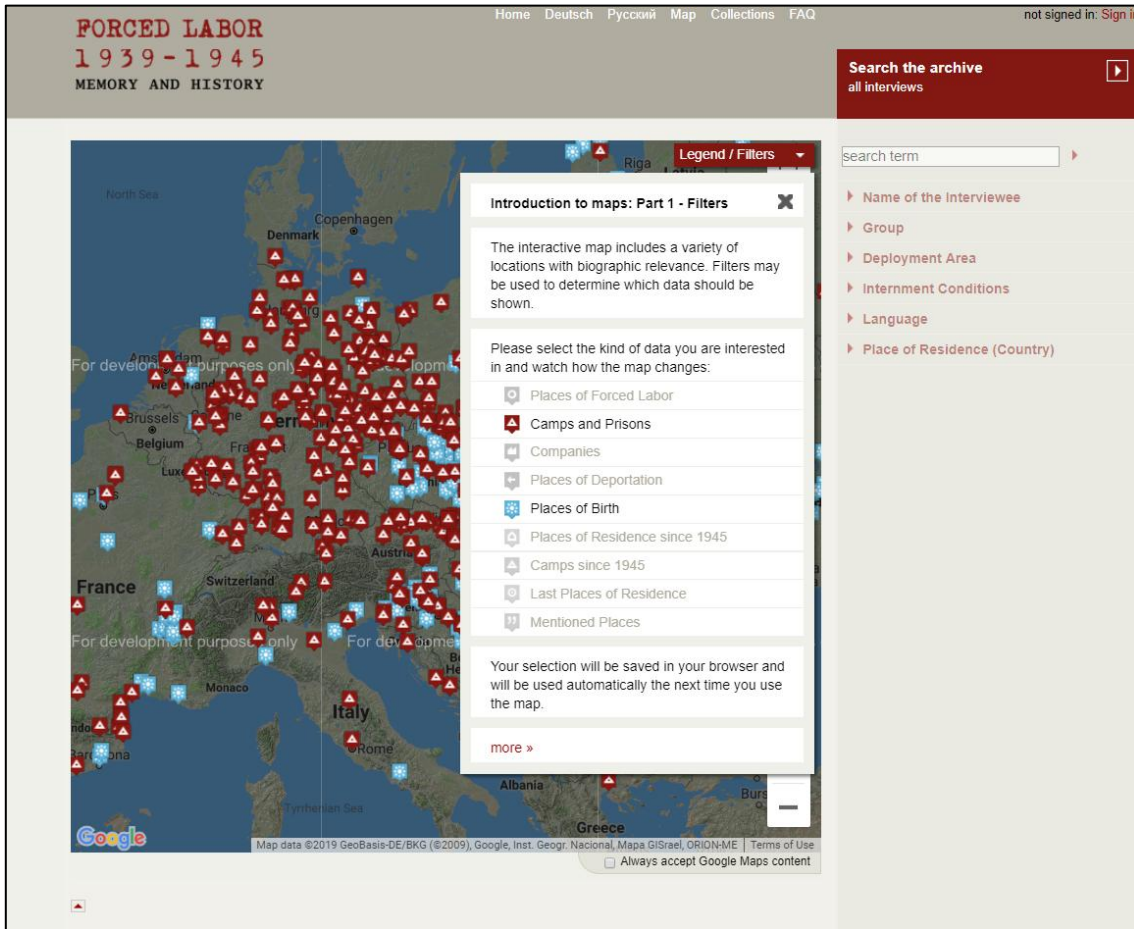 Home Deutsch Русский Map Collections FAQ
not signed in: Sign in
FORCED LABOR
1939-1945
MEMORY AND HISTORY
Search the archive
all interviews
search term
Name of the Interviewee
Group
Deployment Area
Internment Conditions
Language
Place of Residence (Country)
Legend / Filters
Introduction to maps: Part 1 - Filters
The interactive map includes a variety of
locations with biographic relevance. Filters may
be used to determine which data should be
shown.
Please select the kind of data you are interested
in and watch how the map changes:
Places of Forced Labor
Camps and Prisons
Companies
Places of Deportation
Places of Birth
Places of Residence since 1945
Camps since 1945
Last Places of Residence
Mentioned Places
Your selection will be saved in your browser and
will be used automatically the next time you use
the map.
more »
North Sea
Riga
Copenhagen
Denmark
For development purposes only
Brussels
Belgium
Switzerland
France
For development purposes only
For
Monaco
Italy
Rome
Albania
Tyrrhenian Sea
Greece
Google
Map data ©2019 GeoBasis-DE/BKG (©2009), Google, Inst. Geogr. Nacional, Mapa GISrael, ORION-ME
Terms of Use
Always accept Google Maps content